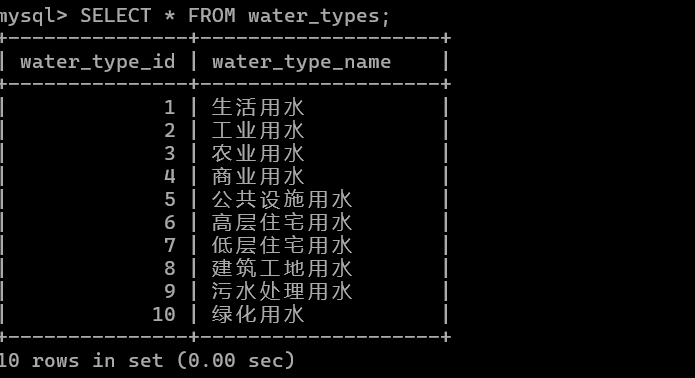 mysql> SELECT * FROM water_types;
+---------------+--------------------+
| water_type_id | water_type_name    |
+---------------+--------------------+
|             1 | 生活用水           |
|             2 | 工业用水           |
|             3 | 农业用水           |
|             4 | 商业用水           |
|             5 | 公共设施用水       |
|             6 | 高层住宅用水       |
|             7 | 低层住宅用水       |
|             8 | 建筑工地用水       |
|             9 | 污水处理用水       |
|            10 | 绿化用水           |
+---------------+--------------------+
10 rows in set (0.00 sec)